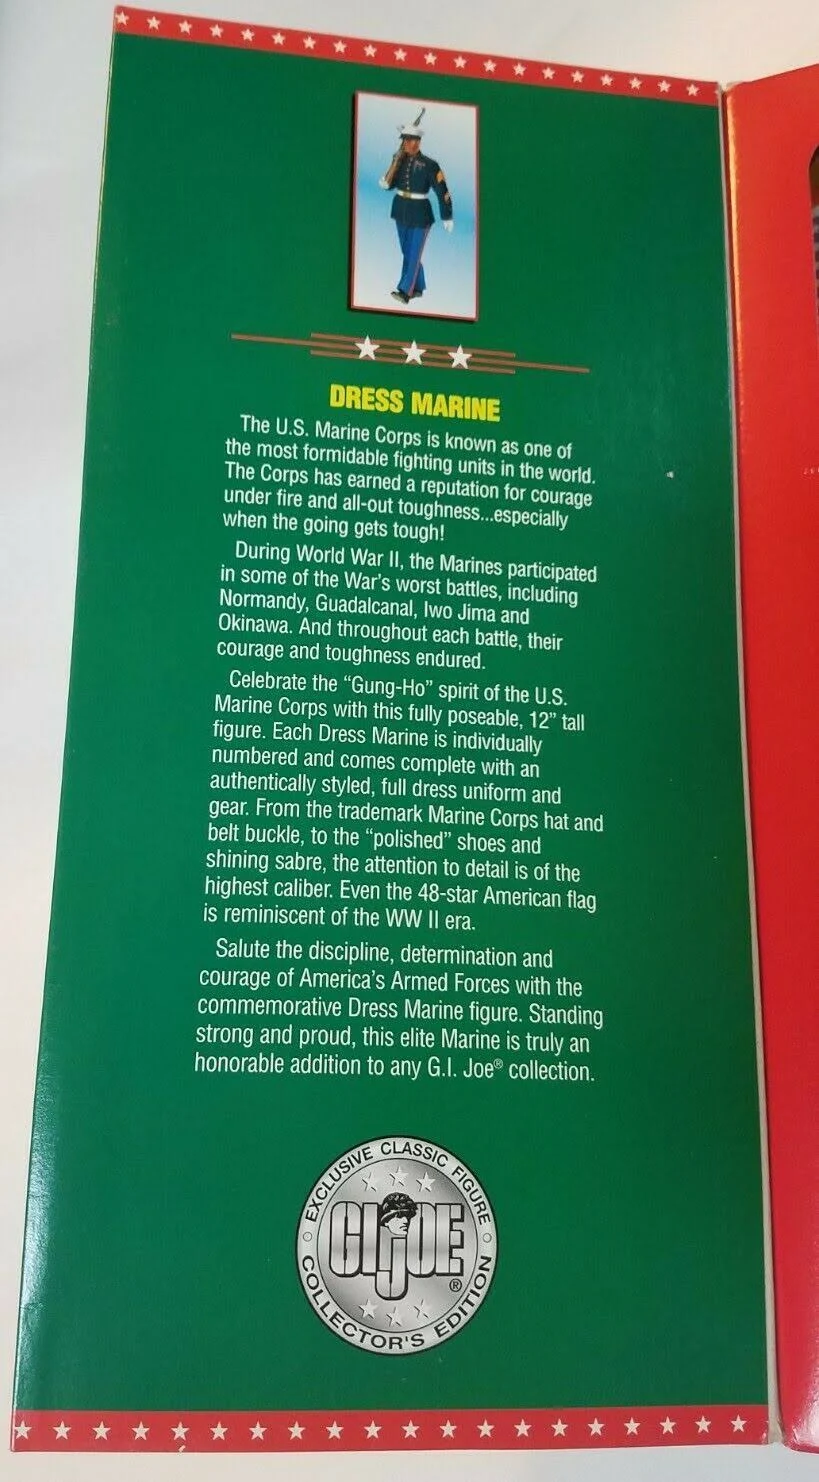 DRESS MARINE
The U.S. Marine Corps is known as one of
the most formidable fighting units in the world.
The Corps has earned a reputation for courage
under fire and all-out toughness...especially
when the going gets tough!
During World War II, the Marines participated
in some of the War's worst battles, including
Normandy, Guadalcanal, Iwo Jima and
Okinawa. And throughout each battle, their
courage and toughness endured.
Celebrate the “Gung-Ho” spirit of the U.S.
Marine Corps with this fully poseable, 12” tall
figure. Each Dress Marine is individually
numbered and comes complete with an
authentically styled, full dress uniform and
gear. From the trademark Marine Corps hat and
belt buckle, to the “polished” shoes and
shining sabre, the attention to detail is of the
highest caliber. Even the 48-star American flag
is reminiscent of the WW II era.
Salute the discipline, determination and
courage of America's Armed Forces with the
commemorative Dress Marine figure. Standing
strong and proud, this elite Marine is truly an
honorable addition to any G.I. Joe® collection.
EXCLUSIVE CLASSIC FIGURE
GI JOE®
COLLECTOR'S EDITION